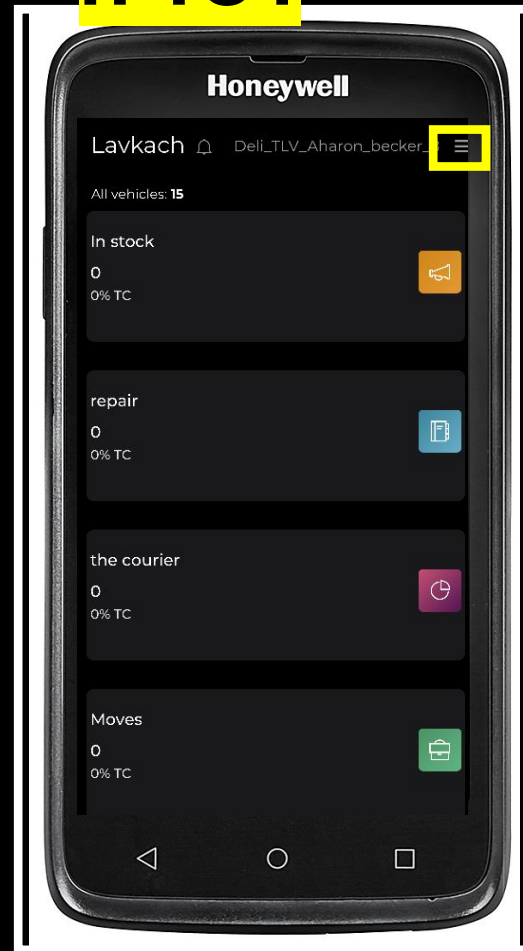 Honeywell
Lavkach
Deli_TLV_Aharon_becker_
All vehicles: 15
In stock
0
0% TC
repair
0
0% TC
the courier
0
0% TC
Moves
0
0% TC